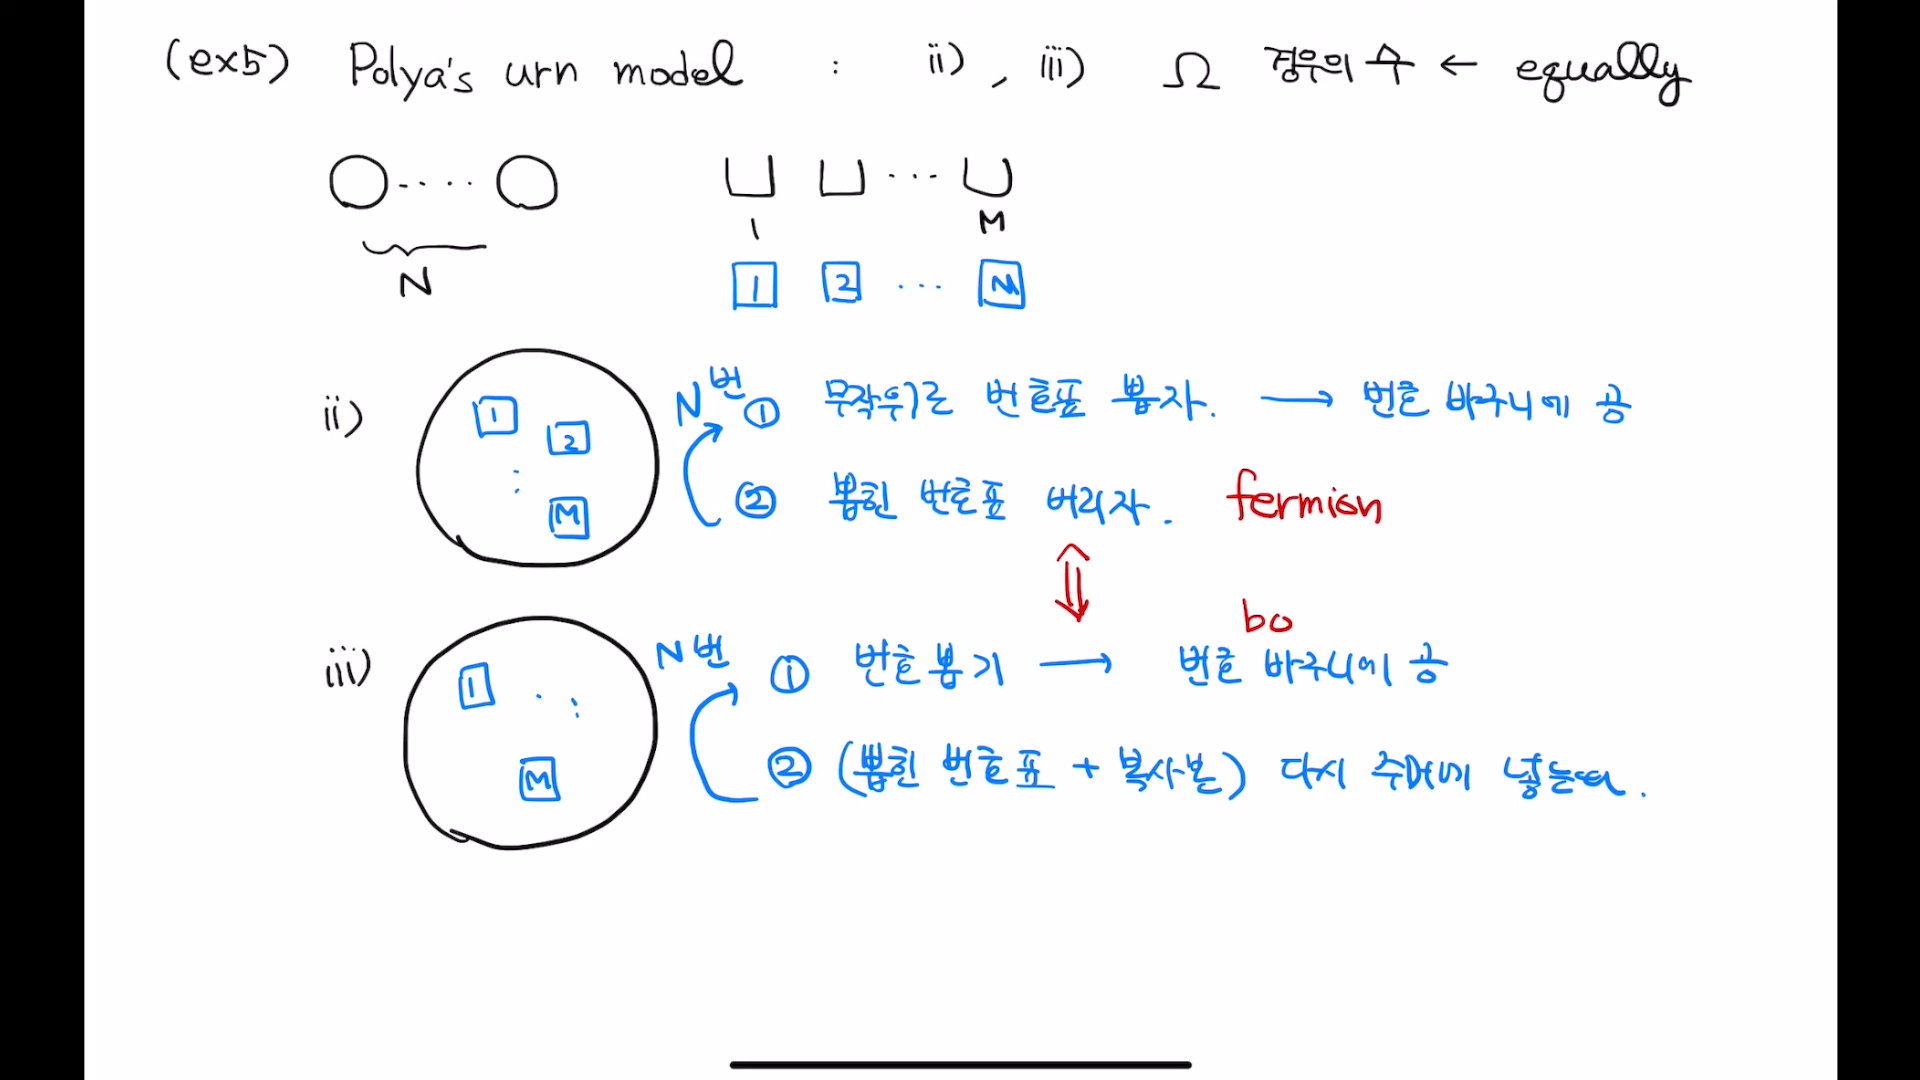 (ex5) Polya's urn model : ii) , iii) Ω 경우의 수 ← equally
N
1 M
1 2 ... M
ii) 1 2 : M N번 ① 무작위로 번호표 뽑자. → 번호 바구니에 공
② 뽑힌 번호표 버리자. fermion
bo
iii) 1 M N번 ① 번호 뽑기 → 번호 바구니에 공
② (뽑힌 번호표 + 복사본) 다시 주머니에 넣는다.